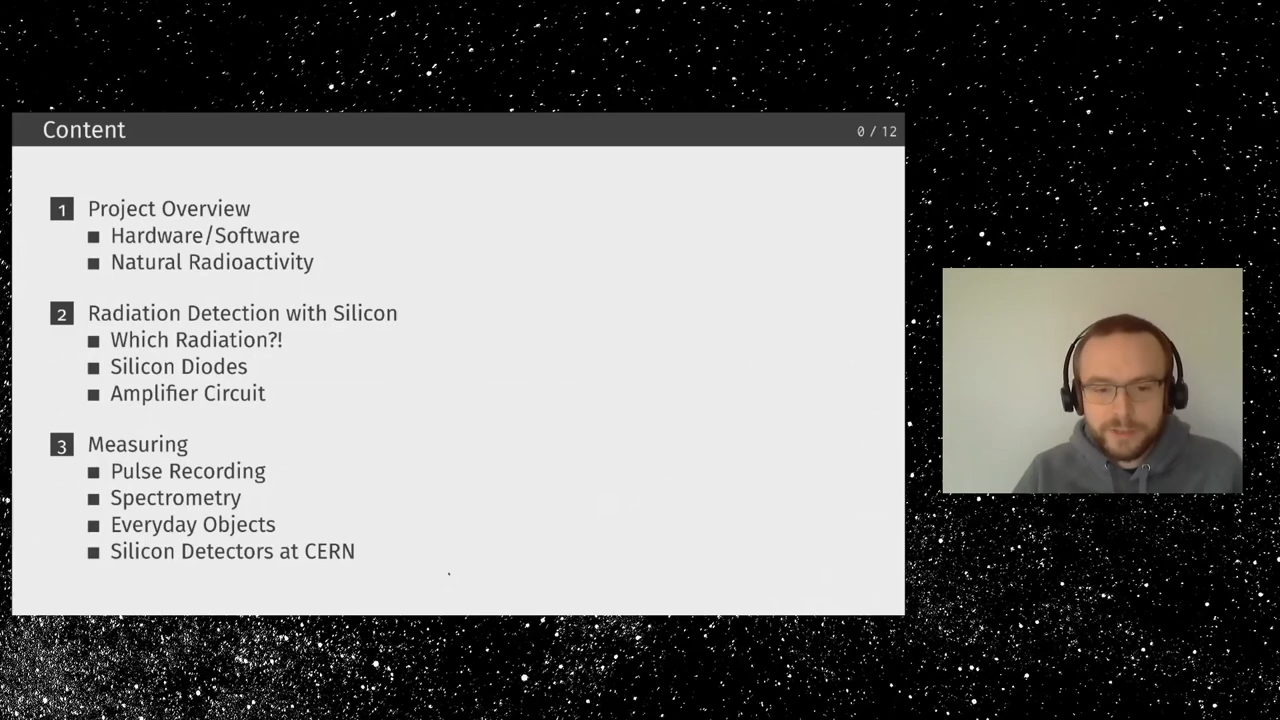 Content
0 / 12
1 Project Overview
■ Hardware/Software
■ Natural Radioactivity
2 Radiation Detection with Silicon
■ Which Radiation?!
■ Silicon Diodes
■ Amplifier Circuit
3 Measuring
■ Pulse Recording
■ Spectrometry
■ Everyday Objects
■ Silicon Detectors at CERN